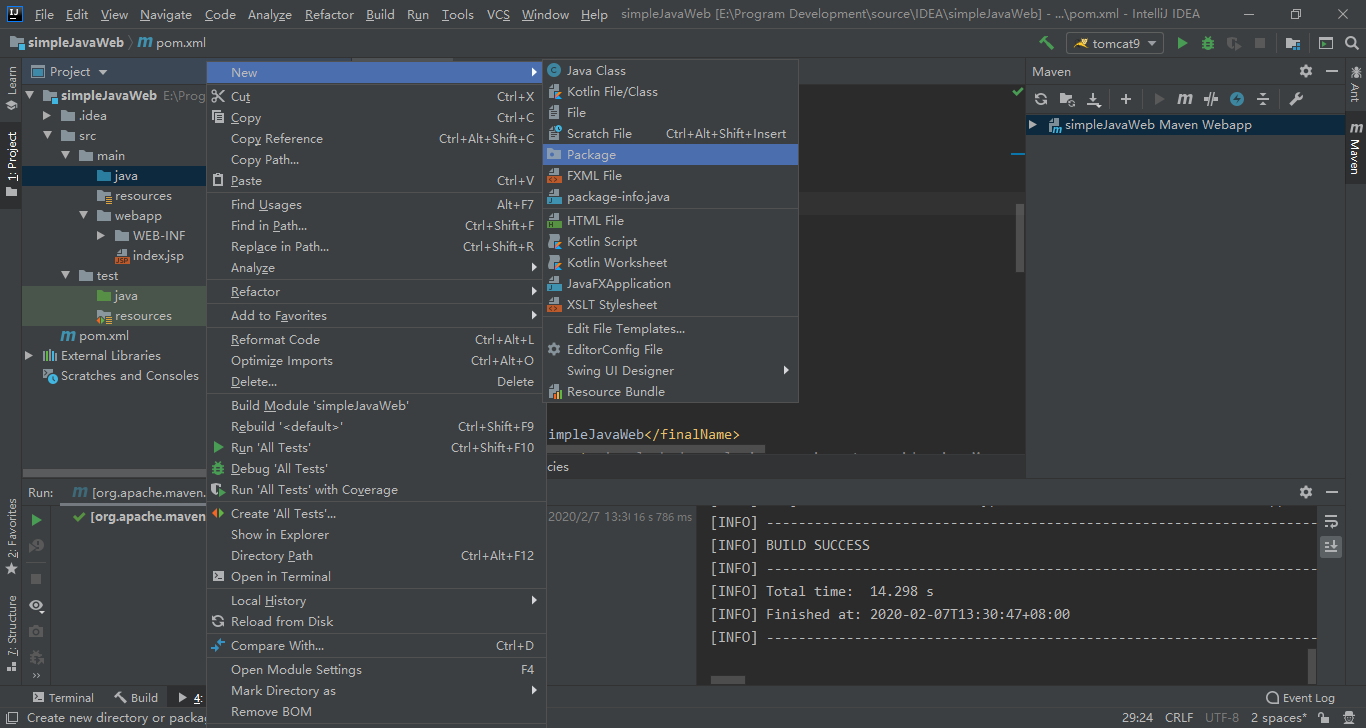 File Edit View Navigate Code Analyze Refactor Build Run Tools VCS Window Help simpleJavaWeb [E:\Program Development\source\IDEA\simpleJavaWeb] - ...\pom.xml - IntelliJ IDEA
simpleJavaWeb m pom.xml
tomcat9
Learn
1: Project
2: Favorites
7: Structure
Project
simpleJavaWeb E:\Prog
.idea
src
main
java
resources
webapp
WEB-INF
JSP index.jsp
test
java
resources
m pom.xml
External Libraries
Scratches and Consoles
New
Cut Ctrl+X
Copy Ctrl+C
Copy Reference Ctrl+Alt+Shift+C
Copy Path...
Paste Ctrl+V
Find Usages Alt+F7
Find in Path... Ctrl+Shift+F
Replace in Path... Ctrl+Shift+R
Analyze
Refactor
Add to Favorites
Reformat Code Ctrl+Alt+L
Optimize Imports Ctrl+Alt+O
Delete... Delete
Build Module 'simpleJavaWeb'
Rebuild '<default>' Ctrl+Shift+F9
Run 'All Tests' Ctrl+Shift+F10
Debug 'All Tests'
Run 'All Tests' with Coverage
Create 'All Tests'...
Show in Explorer
Directory Path Ctrl+Alt+F12
Open in Terminal
Local History
Reload from Disk
Compare With... Ctrl+D
Open Module Settings F4
Mark Directory as
Remove BOM
Java Class
Kotlin File/Class
File
Scratch File Ctrl+Alt+Shift+Insert
Package
FXML File
package-info.java
HTML File
Kotlin Script
Kotlin Worksheet
JavaFXApplication
XSLT Stylesheet
Edit File Templates...
EditorConfig File
Swing UI Designer
Resource Bundle
impleJavaWeb</finalName>
cies
Maven
m
simpleJavaWeb Maven Webapp
Ant
m Maven
Run: m [org.apache.maven.
[org.apache.maven
2020/2/7 13:30 16 s 786 ms
[INFO] ------------------------------------------------------------------------
[INFO] BUILD SUCCESS
[INFO] ------------------------------------------------------------------------
[INFO] Total time: 14.298 s
[INFO] Finished at: 2020-02-07T13:30:47+08:00
[INFO] ------------------------------------------------------------------------
Terminal Build 4: Event Log
Create new directory or packa 29:24 CRLF UTF-8 2 spaces*